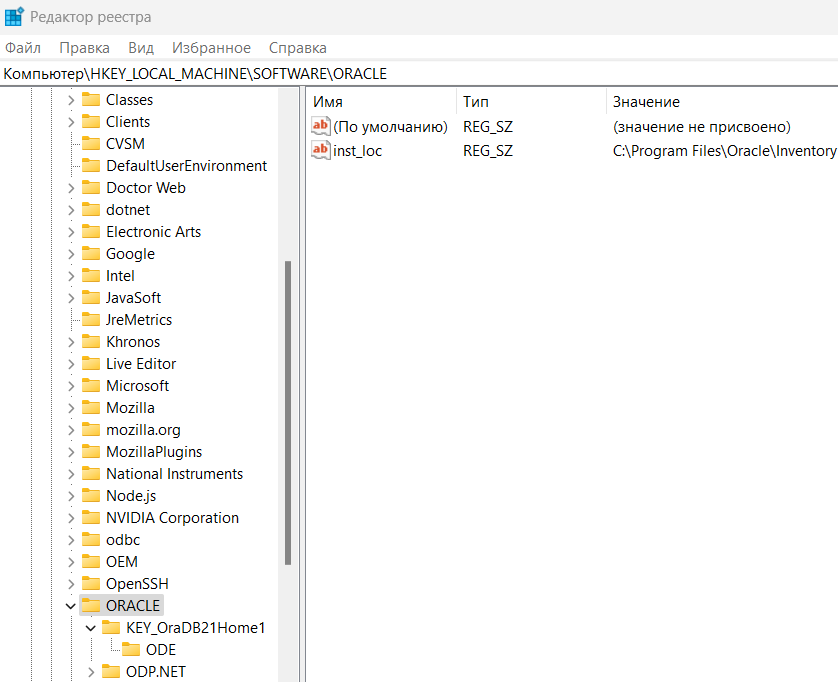 Редактор реестра
Файл Правка Вид Избранное Справка
Компьютер\HKEY_LOCAL_MACHINE\SOFTWARE\ORACLE
Classes
Clients
CVSM
DefaultUserEnvironment
Doctor Web
dotnet
Electronic Arts
Google
Intel
JavaSoft
JreMetrics
Khronos
Live Editor
Microsoft
Mozilla
mozilla.org
MozillaPlugins
National Instruments
Node.js
NVIDIA Corporation
odbc
OEM
OpenSSH
ORACLE
KEY_OraDB21Home1
ODE
ODP.NET
Имя Тип Значение
ab (По умолчанию) REG_SZ (значение не присвоено)
ab inst_loc REG_SZ C:\Program Files\Oracle\Inventory